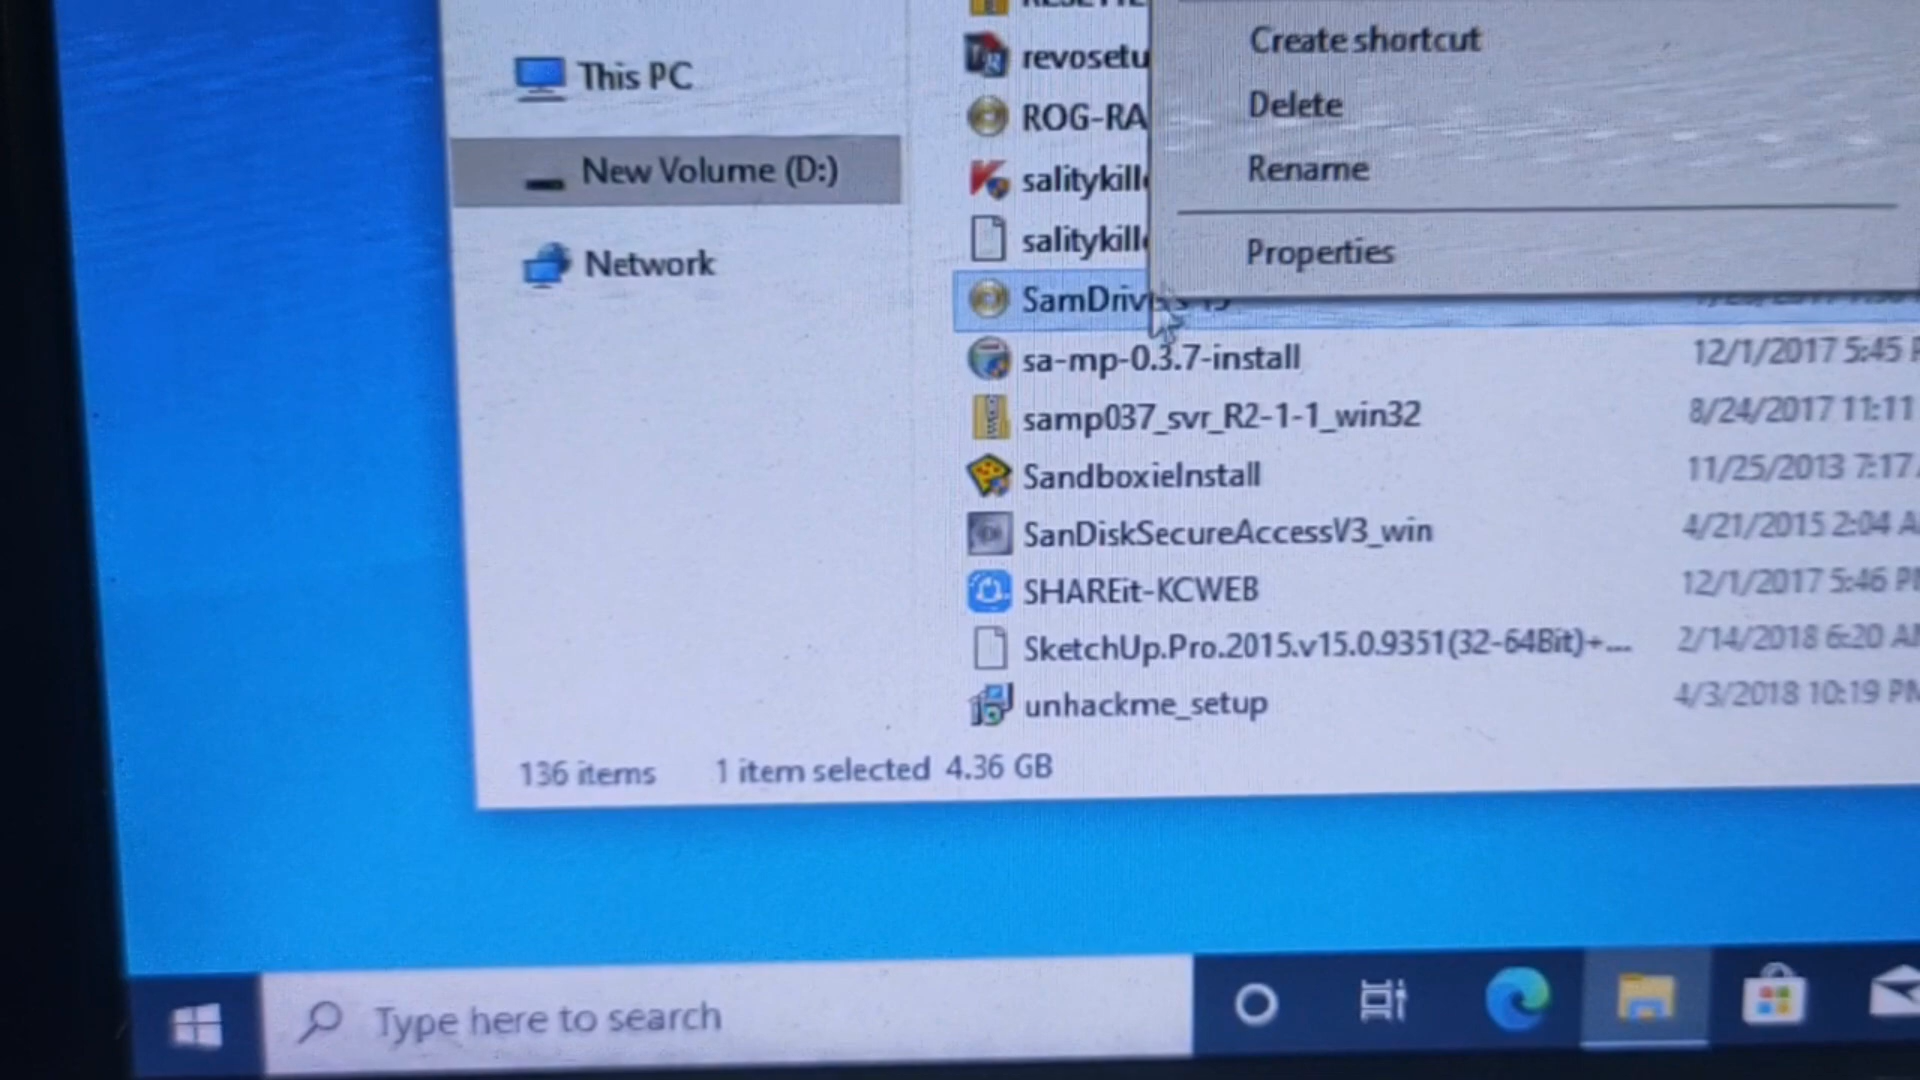 This PC
New Volume (D:)
Network
revosetu
ROG-RA
salitykill
salitykill
SamDriv
sa-mp-0.3.7-install
samp037_svr_R2-1-1_win32
SandboxieInstall
SanDiskSecureAccessV3_win
SHAREit-KCWEB
SketchUp.Pro.2015.v15.0.9351(32-64Bit)+...
unhackme_setup
Create shortcut
Delete
Rename
Properties
12/1/2017 5:45
8/24/2017 11:11
11/25/2013 7:17
4/21/2015 2:04 A
12/1/2017 5:46 P
2/14/2018 6:20 A
4/3/2018 10:19 PM
136 items 1 item selected 4.36 GB
Type here to search